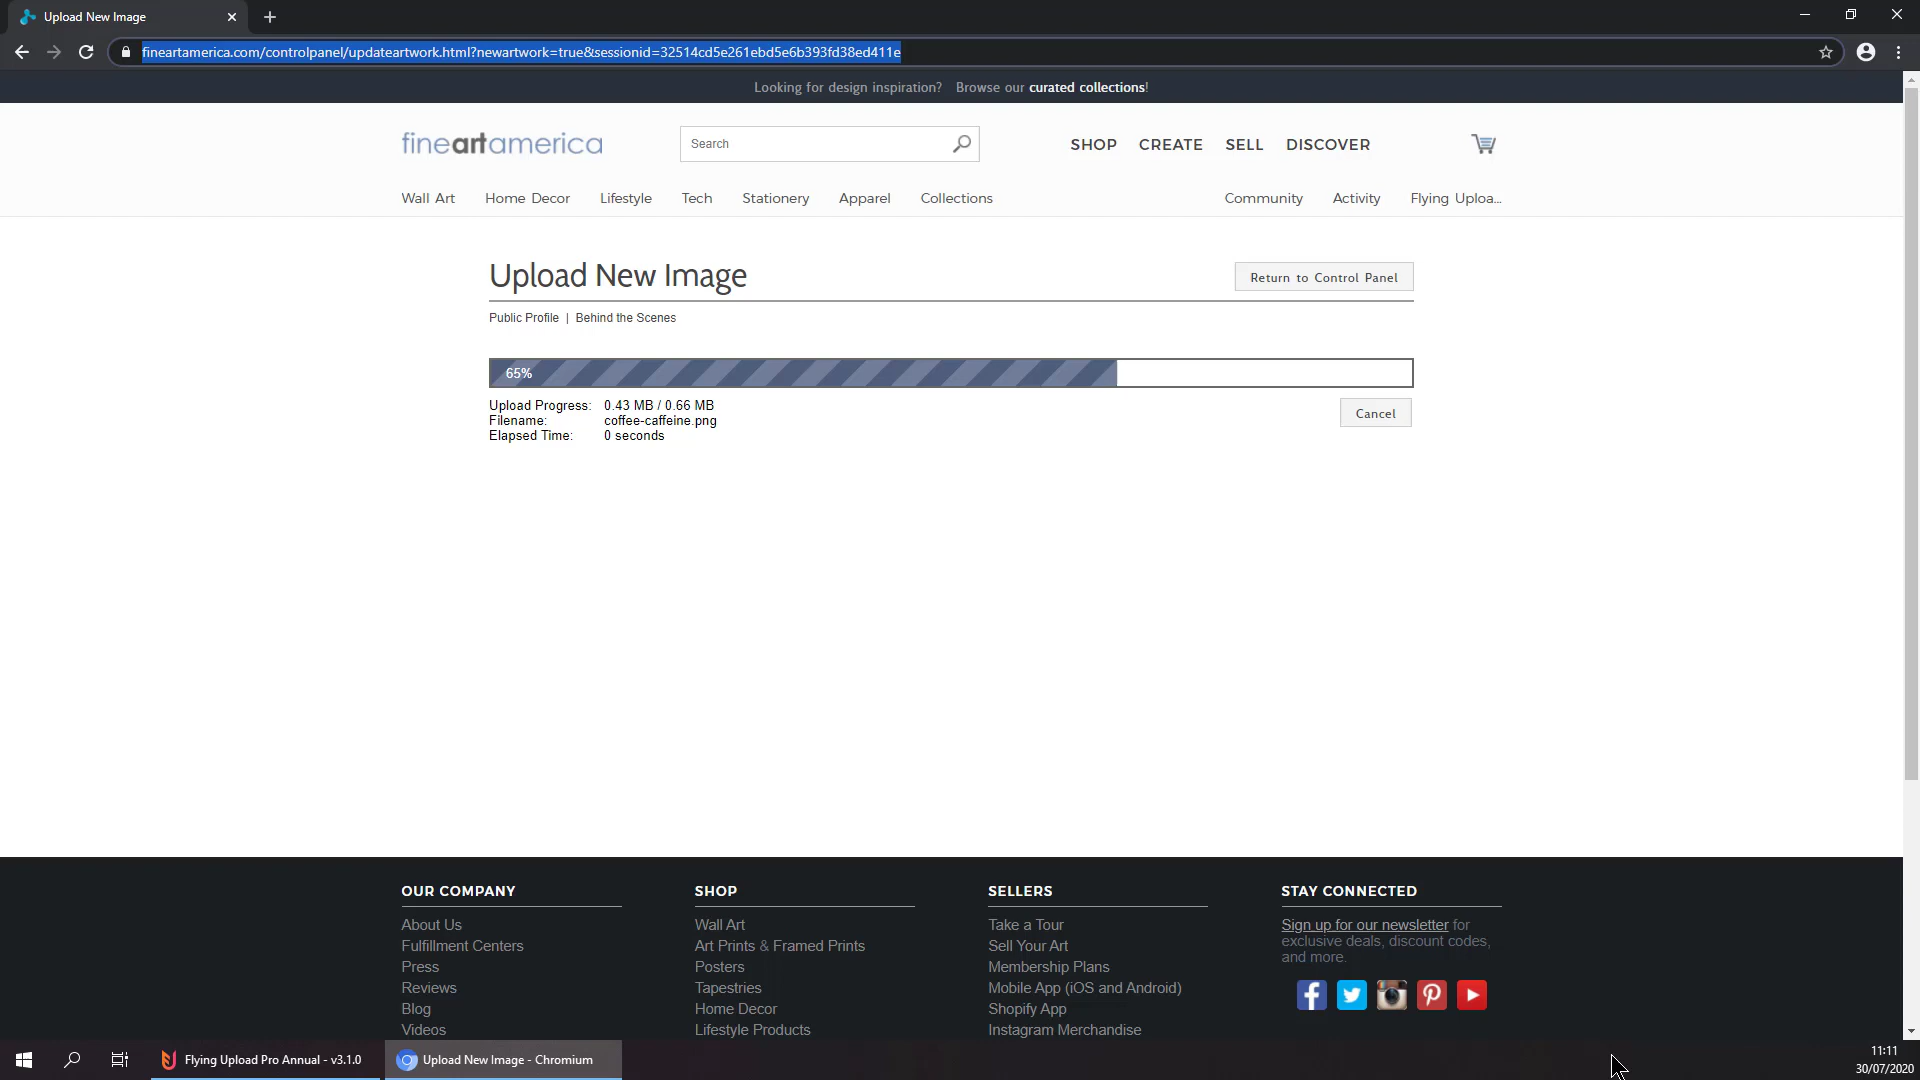 Upload New Image
fineartamerica.com/controlpanel/updateartwork.html?newartwork=true&sessionid=32514cd5e261ebd5e6b393fd38ed411e
Looking for design inspiration? Browse our curated collections!
fineartamerica
Search
SHOP CREATE SELL DISCOVER
Wall Art Home Decor Lifestyle Tech Stationery Apparel Collections Community Activity Flying Uploa...
Upload New Image
Return to Control Panel
Public Profile | Behind the Scenes
65%
Upload Progress: 0.43 MB / 0.66 MB
Filename: coffee-caffeine.png
Elapsed Time: 0 seconds
Cancel
OUR COMPANY
About Us
Fulfillment Centers
Press
Reviews
Blog
Videos
SHOP
Wall Art
Art Prints & Framed Prints
Posters
Tapestries
Home Decor
Lifestyle Products
SELLERS
Take a Tour
Sell Your Art
Membership Plans
Mobile App (iOS and Android)
Shopify App
Instagram Merchandise
STAY CONNECTED
Sign up for our newsletter for
exclusive deals, discount codes,
and more.
Flying Upload Pro Annual - v3.1.0
Upload New Image - Chromium
11:11
30/07/2020